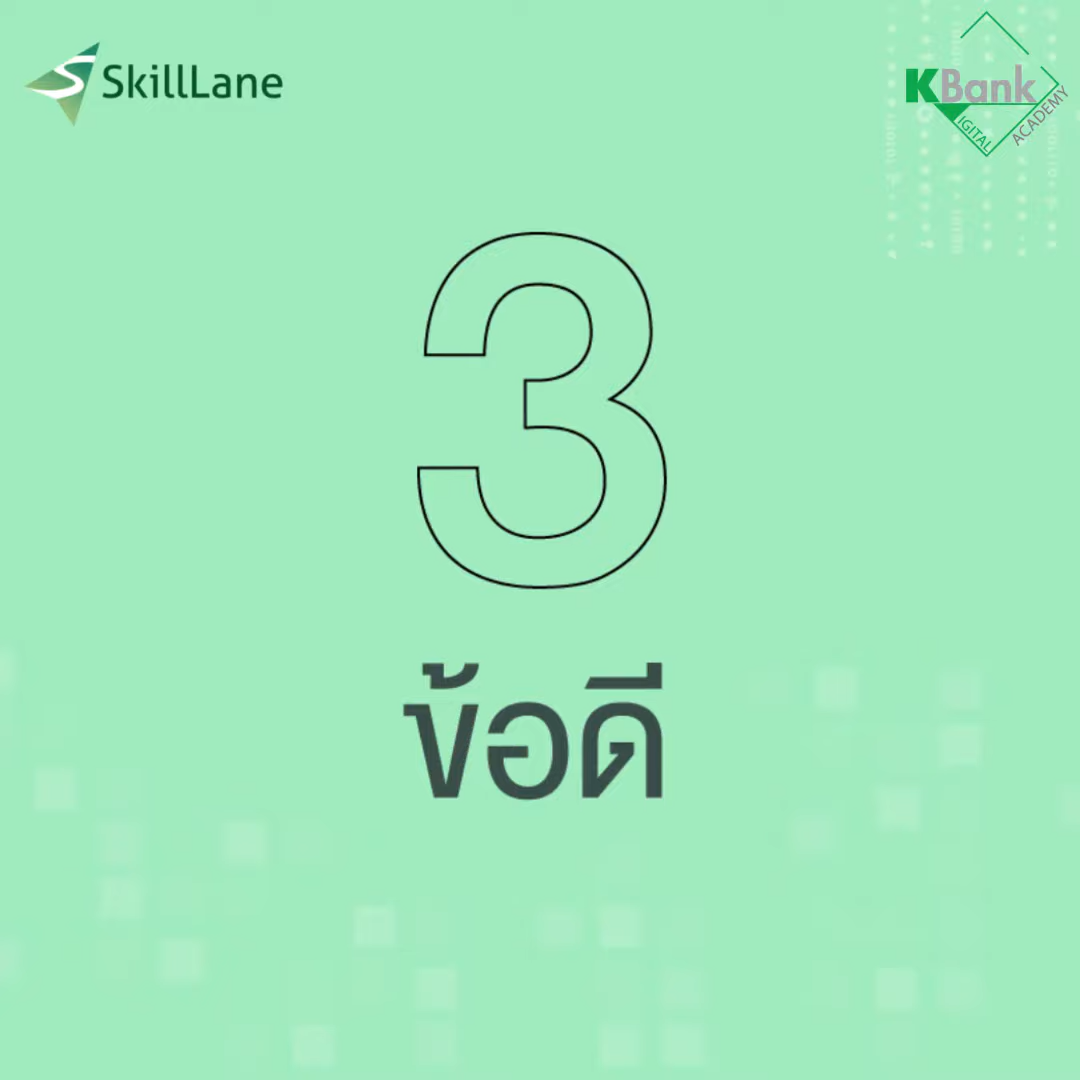 SkillLane
KBank
DIGITAL
ACADEMY
3
ข้อดี